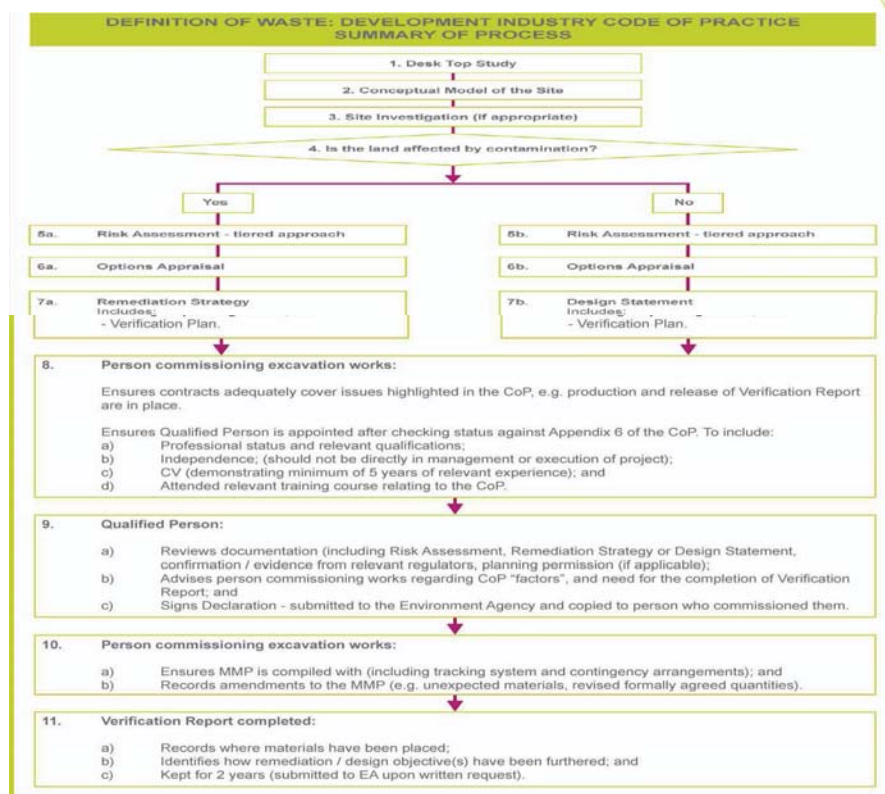 DEFINITION OF WASTE: DEVELOPMENT INDUSTRY CODE OF PRACTICE
SUMMARY OF PROCESS
1. Desk Top Study
2. Conceptual Model of the Site
3. Site Investigation (if appropriate)
4. Is the land affected by contamination?
Yes
No
5a. Risk Assessment - tiered approach
5b. Risk Assessment - tiered approach
6a. Options Appraisal
6b. Options Appraisal
7a. Remediation Strategy
Includes:
- Verification Plan.
7b. Design Statement
Includes:
- Verification Plan.
8. Person commissioning excavation works:
Ensures contracts adequately cover issues highlighted in the CoP, e.g. production and release of Verification Report
are in place.
Ensures Qualified Person is appointed after checking status against Appendix 6 of the CoP. To include:
a) Professional status and relevant qualifications;
b) Independence; (should not be directly in management or execution of project);
c) CV (demonstrating minimum of 5 years of relevant experience); and
d) Attended relevant training course relating to the CoP.
9. Qualified Person:
a) Reviews documentation (including Risk Assessment, Remediation Strategy or Design Statement,
confirmation / evidence from relevant regulators, planning permission (if applicable);
b) Advises person commissioning works regarding CoP "factors", and need for the completion of Verification
Report; and
c) Signs Declaration - submitted to the Environment Agency and copied to person who commissioned them.
10. Person commissioning excavation works:
a) Ensures MMP is compiled with (including tracking system and contingency arrangements); and
b) Records amendments to the MMP (e.g. unexpected materials, revised formally agreed quantities).
11. Verification Report completed:
a) Records where materials have been placed;
b) Identifies how remediation / design objective(s) have been furthered; and
c) Kept for 2 years (submitted to EA upon written request).